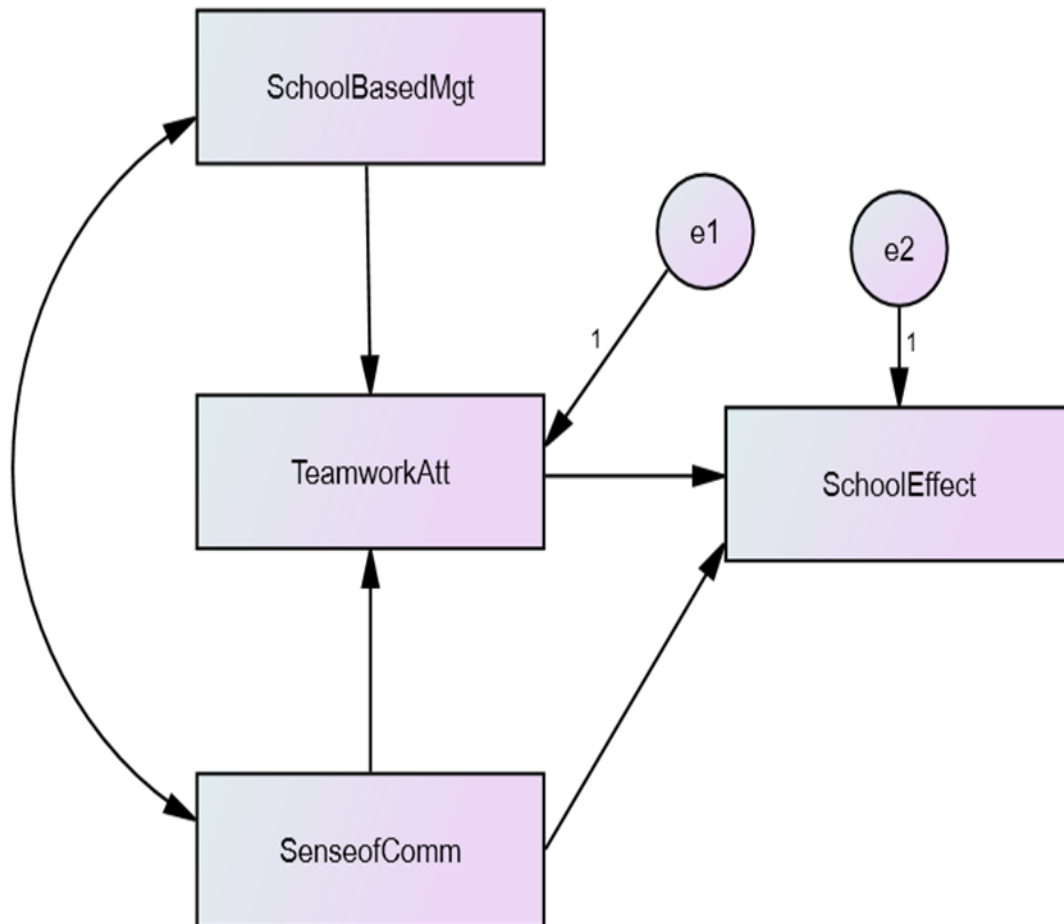 SchoolBasedMgt
e1
e2
1
1
TeamworkAtt
SchoolEffect
SenseofComm